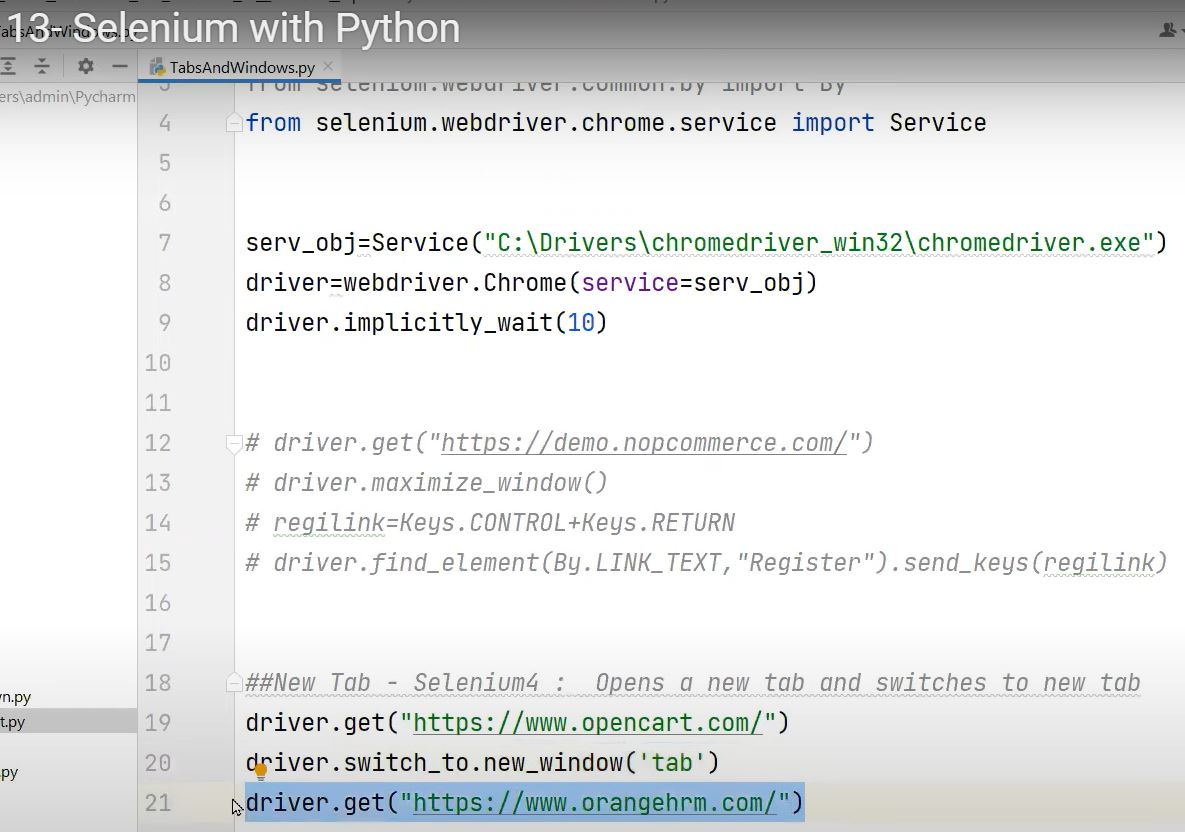 13- Selenium with Python
TabsAndWindows.py
ers\admin\Pycharm
from selenium.webdriver.common.by import By
4 from selenium.webdriver.chrome.service import Service
5
6
7 serv_obj=Service("C:\Drivers\chromedriver_win32\chromedriver.exe")
8 driver=webdriver.Chrome(service=serv_obj)
9 driver.implicitly_wait(10)
10
11
12 # driver.get("https://demo.nopcommerce.com/")
13 # driver.maximize_window()
14 # regilink=Keys.CONTROL+Keys.RETURN
15 # driver.find_element(By.LINK_TEXT,"Register").send_keys(regilink)
16
17
18 ##New Tab - Selenium4 :  Opens a new tab and switches to new tab
wn.py
t.py
19 driver.get("https://www.opencart.com/")
20 driver.switch_to.new_window('tab')
.py
21 driver.get("https://www.orangehrm.com/")